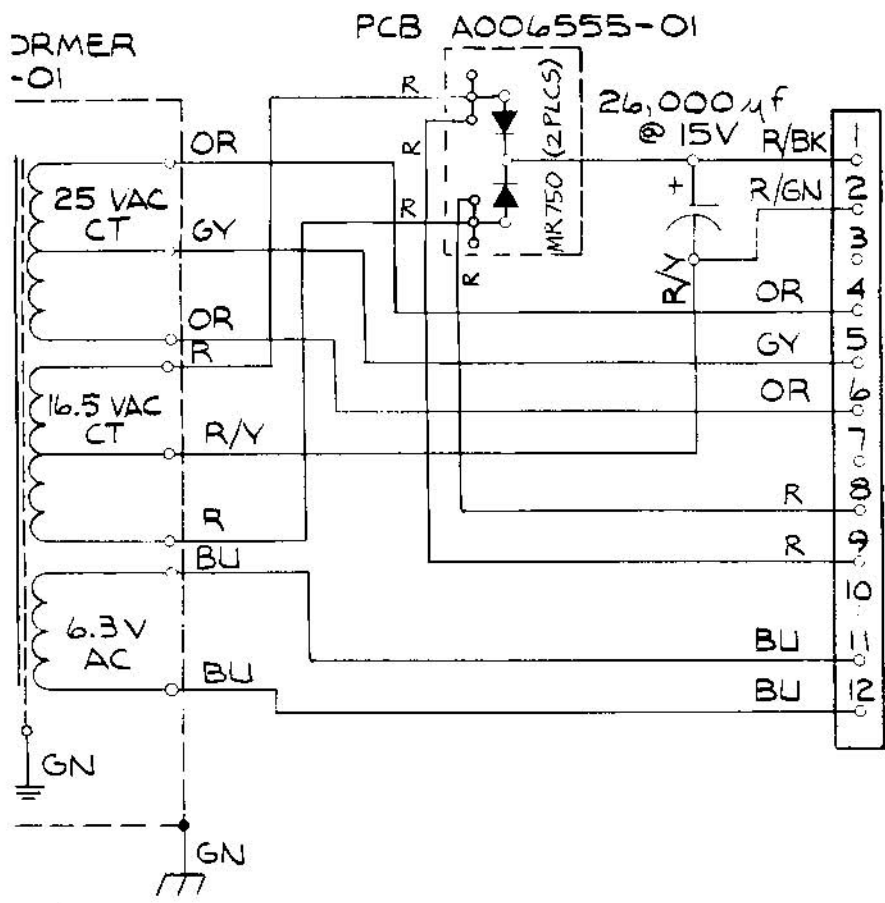 PCB A006555-01
ORMER
-01
R
R
R
R
MR750 (2PLCS)
26,000 µf
@ 15V
+
R/Y
R/BK
R/GN
OR
GY
OR
R
R
BU
BU
1
2
3
4
5
6
7
8
9
10
11
12
25 VAC
CT
OR
GY
OR
R
16.5 VAC
CT
R/Y
R
BU
6.3V
AC
BU
GN
GN